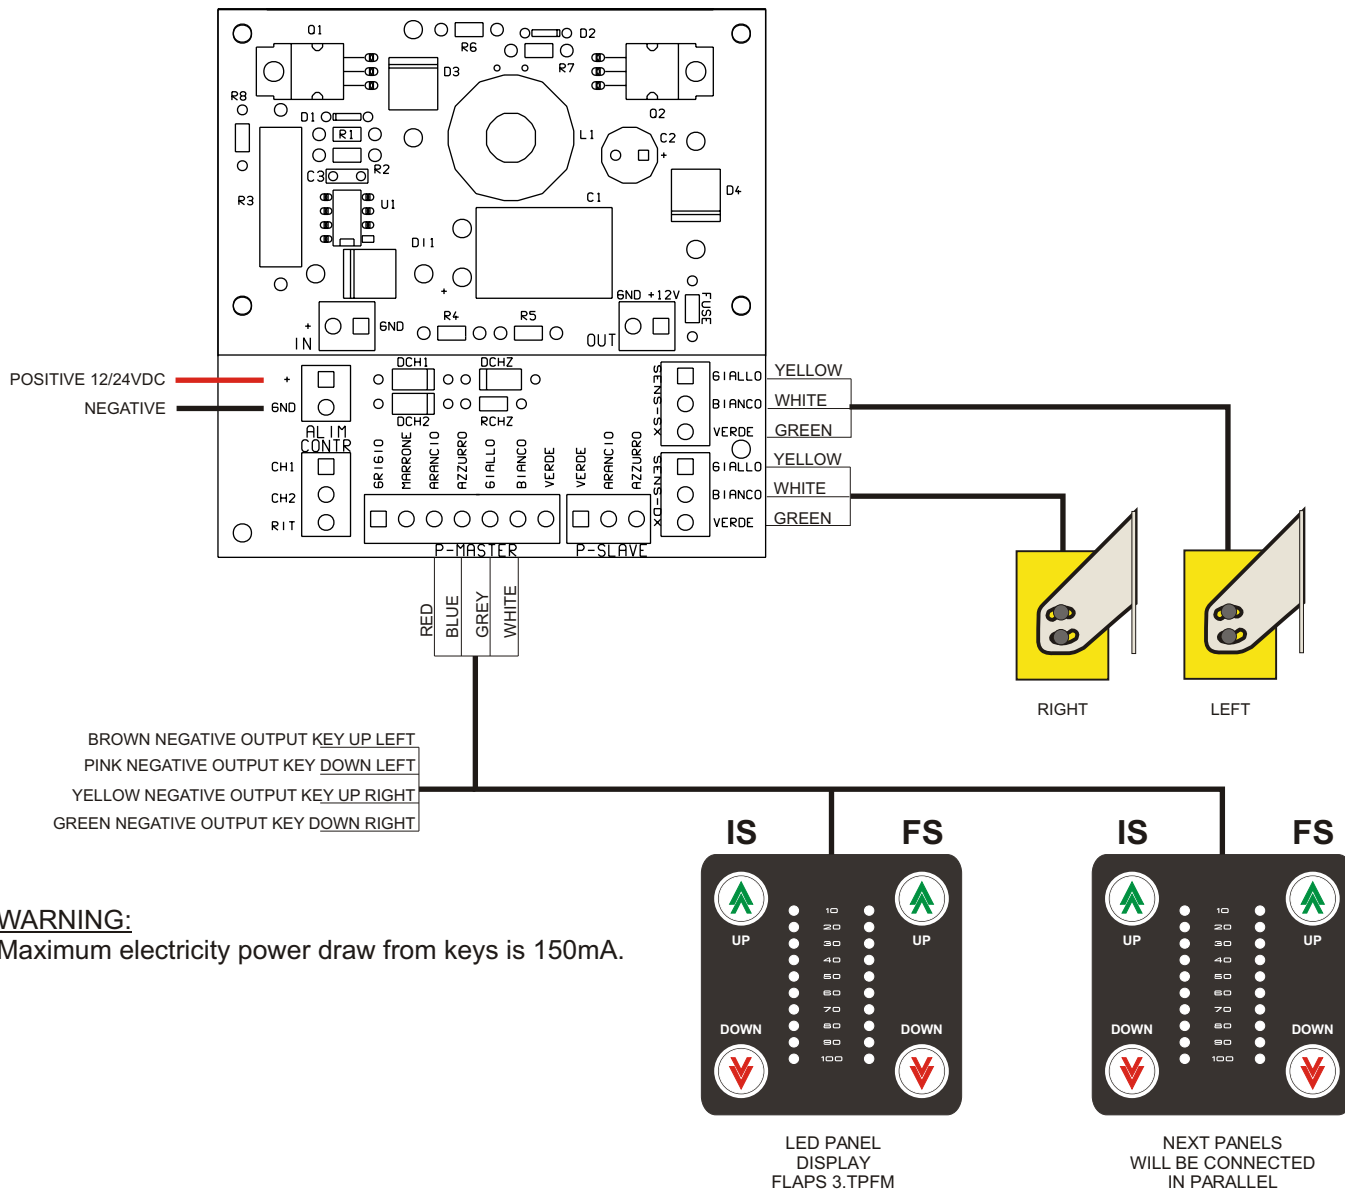 Q1
R6
D2
D3
R7
Q2
R8
D1
R1
L1
C2
+
R2
C3
R3
U1
D4
C1
DI1
+
GND +12V
FUSE
+
GND
IN
R4
R5
OUT
POSITIVE 12/24VDC
+
NEGATIVE
GND
ALIM
CONTR
CH1
CH2
RIT
DCH1
DCHZ
DCH2
RCHZ
GRIGIO
MARRONE
ARANCIO
AZZURRO
GIALLO
BIANCO
VERDE
P-MASTER
VERDE
ARANCIO
AZZURRO
P-SLAVE
SENS-SX
GIALLO
BIANCO
VERDE
SENS-DX
GIALLO
BIANCO
VERDE
YELLOW
WHITE
GREEN
YELLOW
WHITE
GREEN
RED
BLUE
GREY
WHITE
RIGHT
LEFT
BROWN NEGATIVE OUTPUT KEY UP LEFT
PINK NEGATIVE OUTPUT KEY DOWN LEFT
YELLOW NEGATIVE OUTPUT KEY UP RIGHT
GREEN NEGATIVE OUTPUT KEY DOWN RIGHT
WARNING:
Maximum electricity power draw from keys is 150mA.
IS
FS
UP
UP
10
20
30
40
50
60
70
80
90
100
DOWN
DOWN
LED PANEL
DISPLAY
FLAPS 3.TPFM
IS
FS
UP
UP
10
20
30
40
50
60
70
80
90
100
DOWN
DOWN
NEXT PANELS
WILL BE CONNECTED
IN PARALLEL